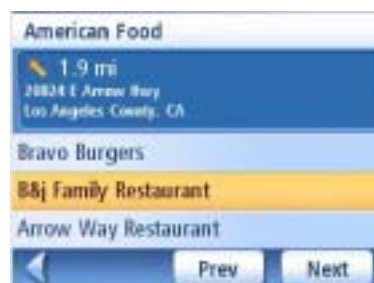 American Food
1.9 mi
20824 E Arrow Hwy
Los Angeles County, CA
Bravo Burgers
B&j Family Restaurant
Arrow Way Restaurant
Prev Next